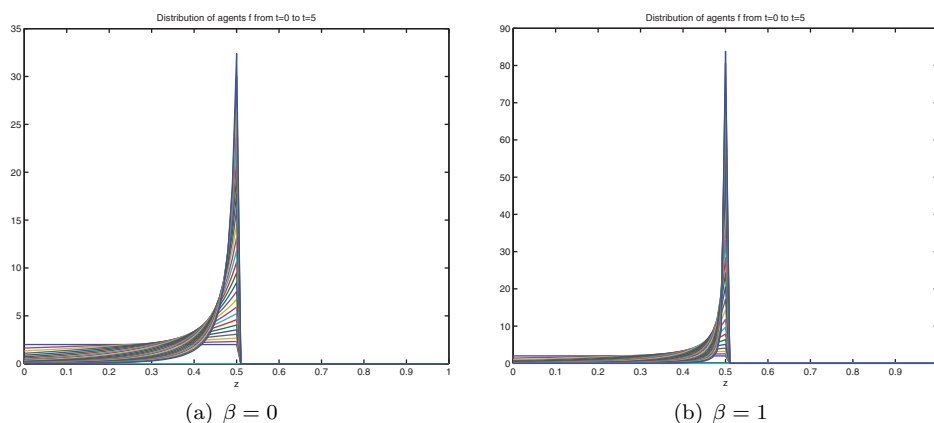 Distribution of agents f from t=0 to t=5
35
30
25
20
15
10
5
0
0.1 0.2 0.3 0.4 0.5 0.6 0.7 0.8 0.9 1
z
(a) β = 0
Distribution of agents f from t=0 to t=5
90
80
70
60
50
40
30
20
10
0
0 0.1 0.2 0.3 0.4 0.5 0.6 0.7 0.8 0.9
z
(b) β = 1